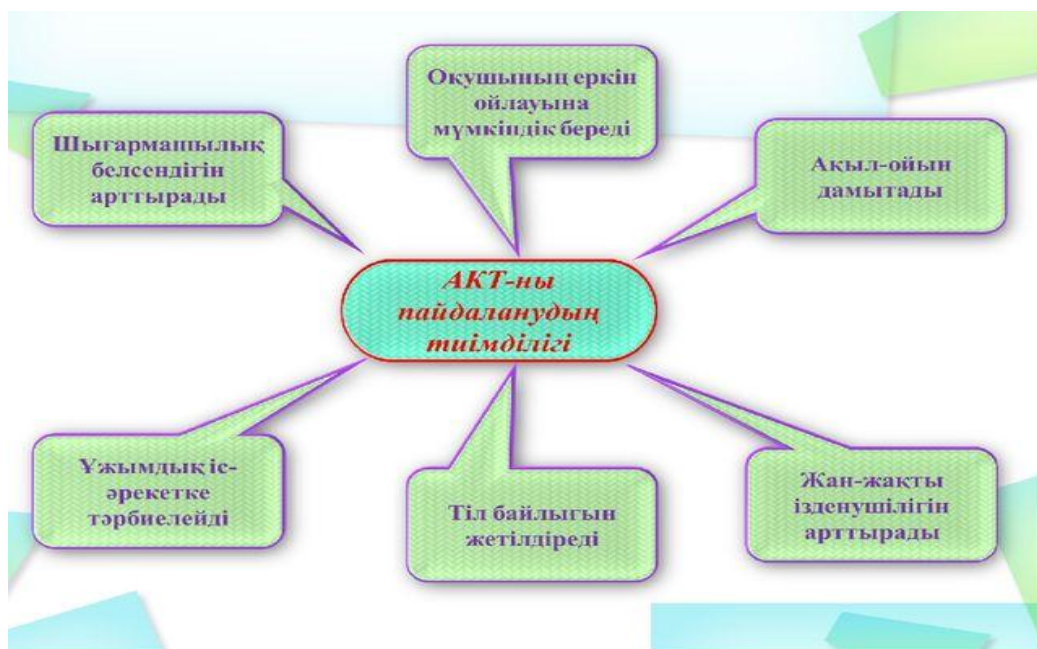 Оқушының еркін
ойлауына
мүмкіндік береді
Шығармашылық
белсендігін
арттырады
Ақыл-ойын
дамытады
АКТ-ны
пайдаланудың
тиімділігі
Ұжымдық іс-
әрекетке
тәрбиелейді
Тіл байлығын
жетілдіреді
Жан-жақты
ізденушілігін
арттырады